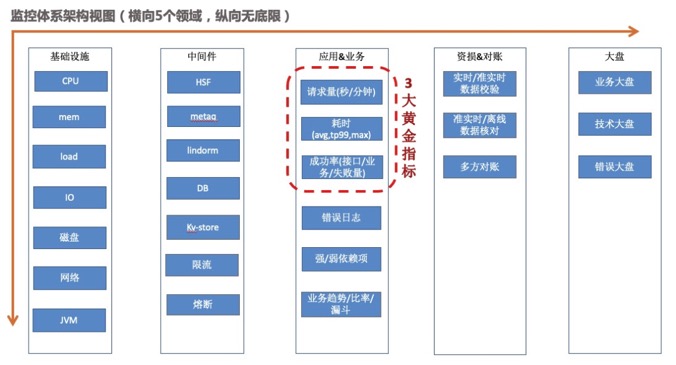 监控体系架构视图（横向5个领域，纵向无底限）
基础设施
CPU
mem
load
IO
磁盘
网络
JVM
中间件
HSF
metaq
lindorm
DB
Kv-store
限流
熔断
应用&业务
请求量(秒/分钟)
耗时
(avg,tp99,max)
成功率(接口/业
务/失败量)
3
大
黄
金
指
标
错误日志
强/弱依赖项
业务趋势/比率/
漏斗
资损&对账
实时/准实时
数据校验
准实时/离线
数据核对
多方对账
大盘
业务大盘
技术大盘
错误大盘